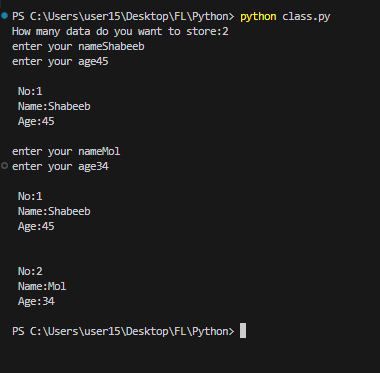 PS C:\Users\user15\Desktop\FL\Python> python class.py
How many data do you want to store:2
enter your nameShabeeb
enter your age45
No:1
Name:Shabeeb
Age:45
enter your nameMol
enter your age34
No:1
Name:Shabeeb
Age:45
No:2
Name:Mol
Age:34
PS C:\Users\user15\Desktop\FL\Python>